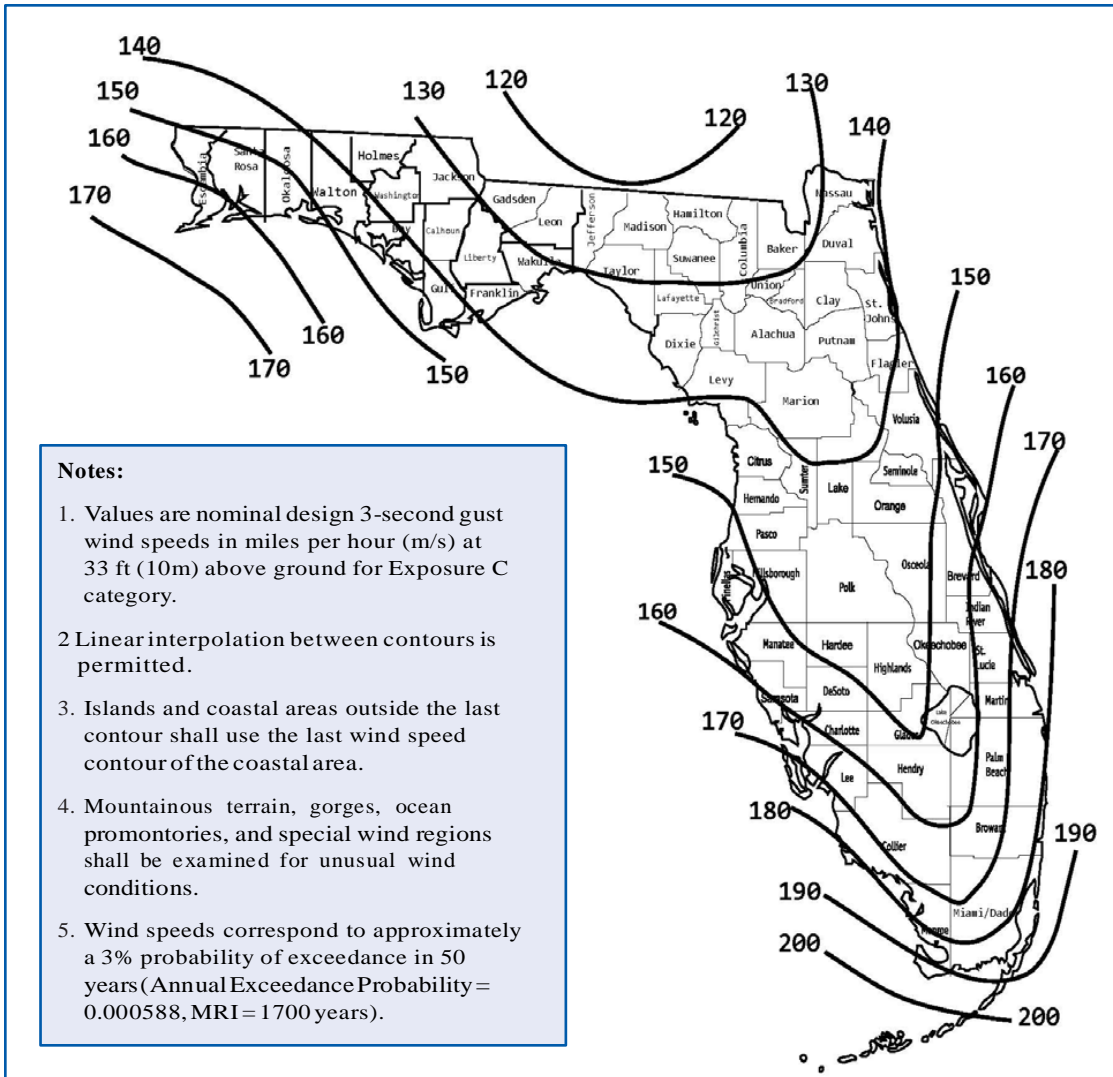 140
120
130
150
130
120
140
160
170
Escambia
Santa
Rosa
Okaloosa
Walton
Holmes
Washington
Jackson
Bay
Calhoun
Gulf
Liberty
Franklin
Gadsden
Leon
Wakulla
Jefferson
Madison
Taylor
Hamilton
Suwanee
Lafayette
Columbia
Baker
Nassau
Duval
Union
Bradford
Clay
St.
Johns
Dixie
Gilchrist
Alachua
Putnam
Flagler
Levy
Marion
Volusia
150
160
170
160
150
170
150
Citrus
Sumter
Lake
Seminole
Hernando
Orange
Pasco
Pinellas
Hillsborough
Polk
Osceola
Brevard
180
Indian
River
160
Manatee
Hardee
Highlands
Okeechobee
St.
Lucie
Sarasota
DeSoto
Martin
170
Charlotte
Glades
Lake
Okeechobee
Lee
Hendry
Palm
Beach
180
Collier
Broward
190
190
Miami/Dade
Monroe
200
200
Notes:
1. Values are nominal design 3-second gust
wind speeds in miles per hour (m/s) at
33 ft (10m) above ground for Exposure C
category.
2 Linear interpolation between contours is
permitted.
3. Islands and coastal areas outside the last
contour shall use the last wind speed
contour of the coastal area.
4. Mountainous terrain, gorges, ocean
promontories, and special wind regions
shall be examined for unusual wind
conditions.
5. Wind speeds correspond to approximately
a 3% probability of exceedance in 50
years (Annual Exceedance Probability =
0.000588, MRI = 1700 years).